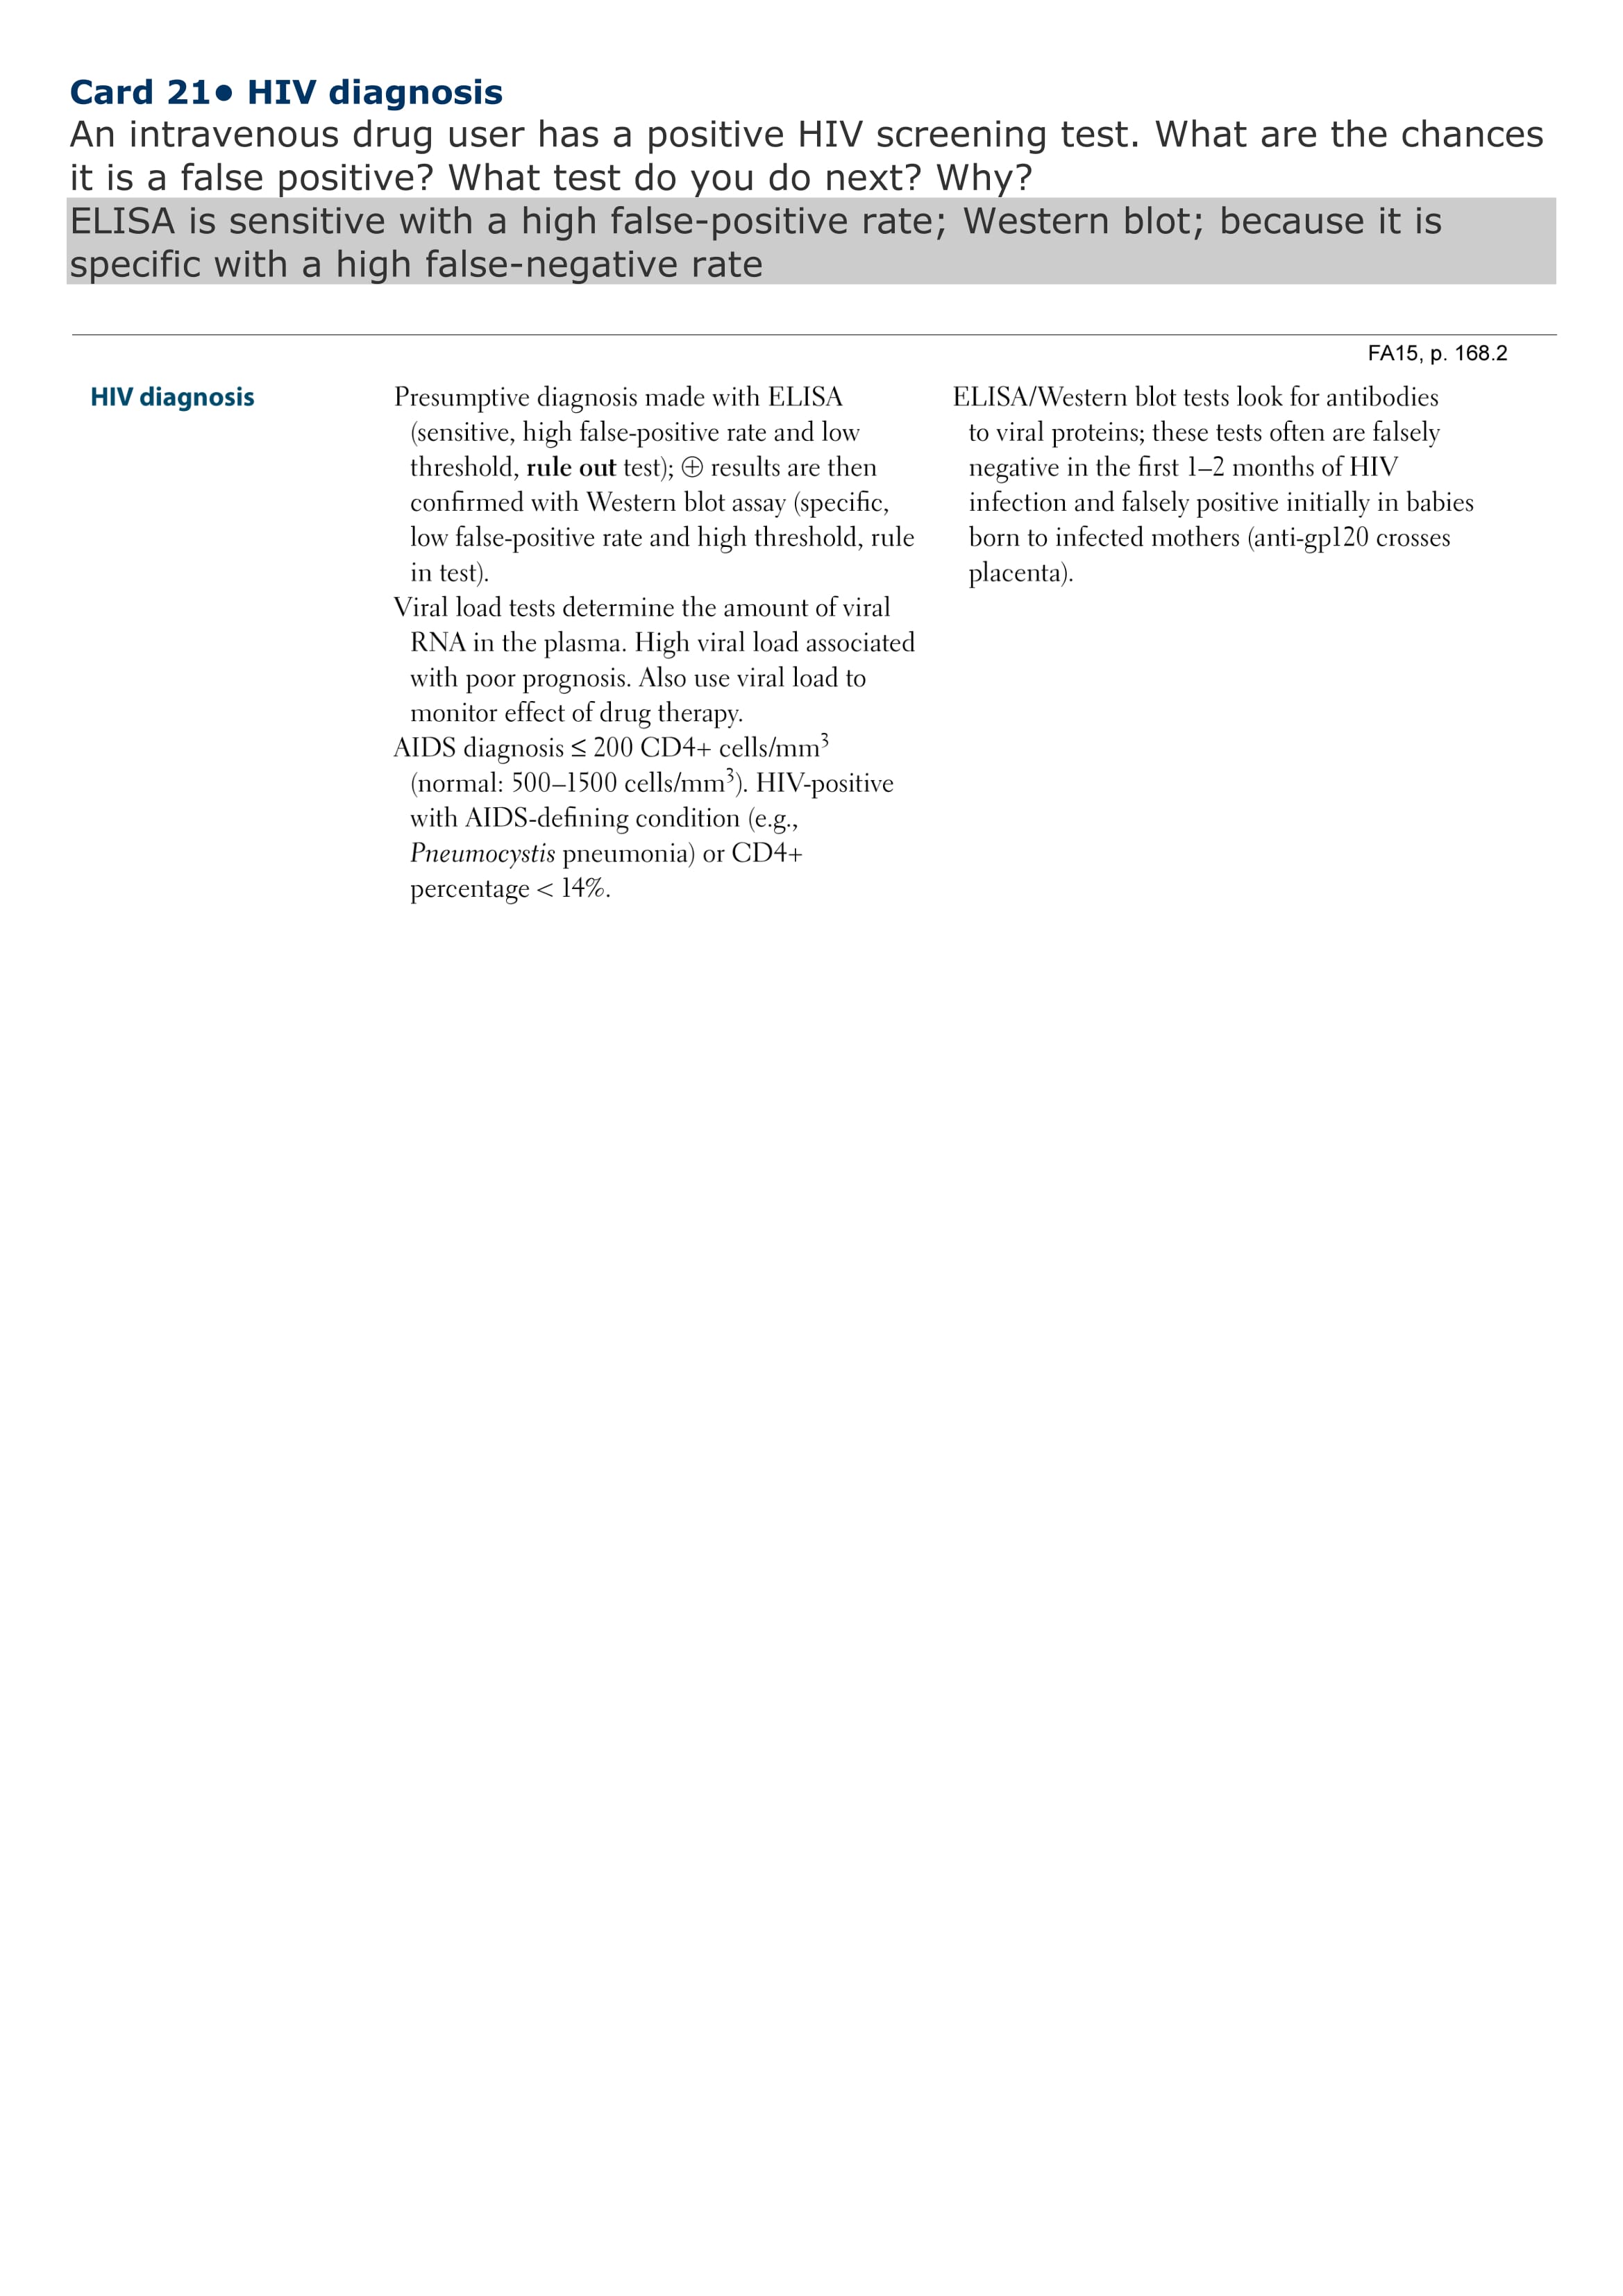 Card 21● HIV diagnosis
An intravenous drug user has a positive HIV screening test. What are the chances
it is a false positive? What test do you do next? Why?
ELISA is sensitive with a high false-positive rate; Western blot; because it is
specific with a high false-negative rate
FA15, p. 168.2
HIV diagnosis
Presumptive diagnosis made with ELISA
(sensitive, high false-positive rate and low
threshold, rule out test); ⊕ results are then
confirmed with Western blot assay (specific,
low false-positive rate and high threshold, rule
in test).
Viral load tests determine the amount of viral
RNA in the plasma. High viral load associated
with poor prognosis. Also use viral load to
monitor effect of drug therapy.
AIDS diagnosis ≤ 200 CD4+ cells/mm³
(normal: 500–1500 cells/mm³). HIV-positive
with AIDS-defining condition (e.g.,
Pneumocystis pneumonia) or CD4+
percentage < 14%.
ELISA/Western blot tests look for antibodies
to viral proteins; these tests often are falsely
negative in the first 1–2 months of HIV
infection and falsely positive initially in babies
born to infected mothers (anti-gp120 crosses
placenta).